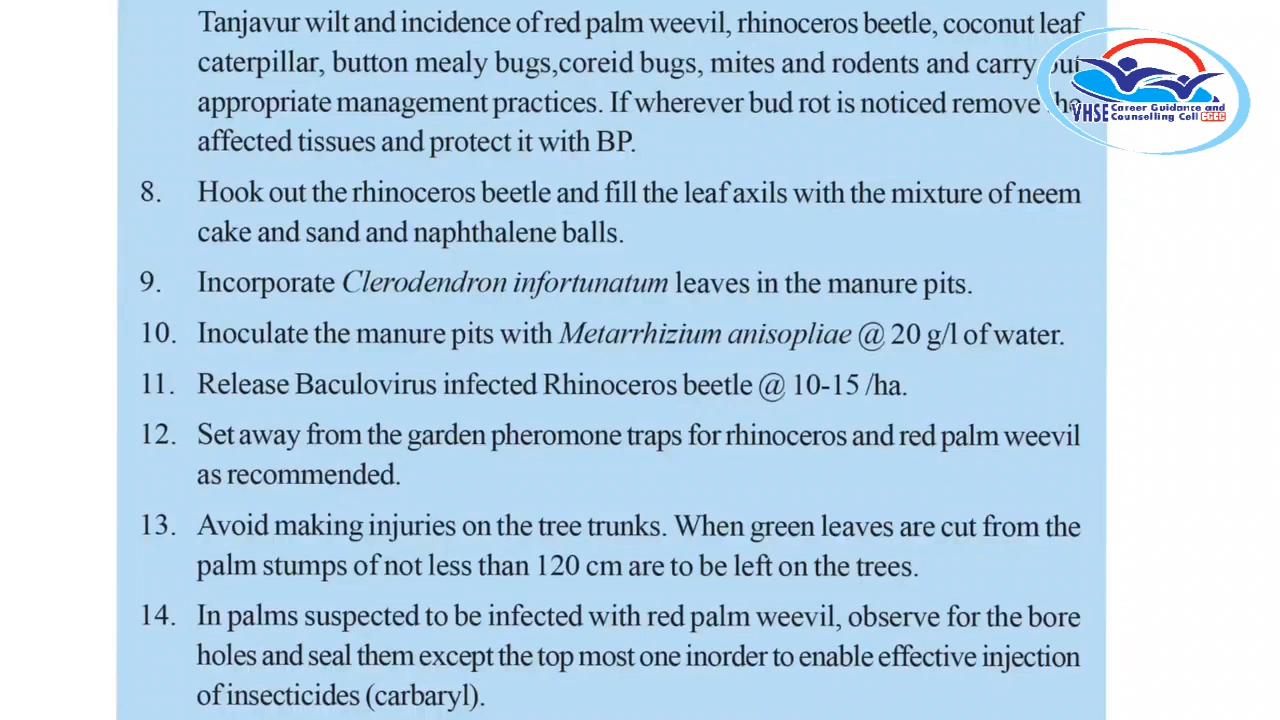 Tanjavur wilt and incidence of red palm weevil, rhinoceros beetle, coconut leaf
caterpillar, button mealy bugs,coreid bugs, mites and rodents and carry out
appropriate management practices. If wherever bud rot is noticed remove the
affected tissues and protect it with BP.
8. Hook out the rhinoceros beetle and fill the leaf axils with the mixture of neem
cake and sand and naphthalene balls.
9. Incorporate Clerodendron infortunatum leaves in the manure pits.
10. Inoculate the manure pits with Metarrhizium anisopliae @ 20 g/l of water.
11. Release Baculovirus infected Rhinoceros beetle @ 10-15 /ha.
12. Set away from the garden pheromone traps for rhinoceros and red palm weevil
as recommended.
13. Avoid making injuries on the tree trunks. When green leaves are cut from the
palm stumps of not less than 120 cm are to be left on the trees.
14. In palms suspected to be infected with red palm weevil, observe for the bore
holes and seal them except the top most one inorder to enable effective injection
of insecticides (carbaryl).
VHSE Career Guidance and
Counselling Cell CGCC